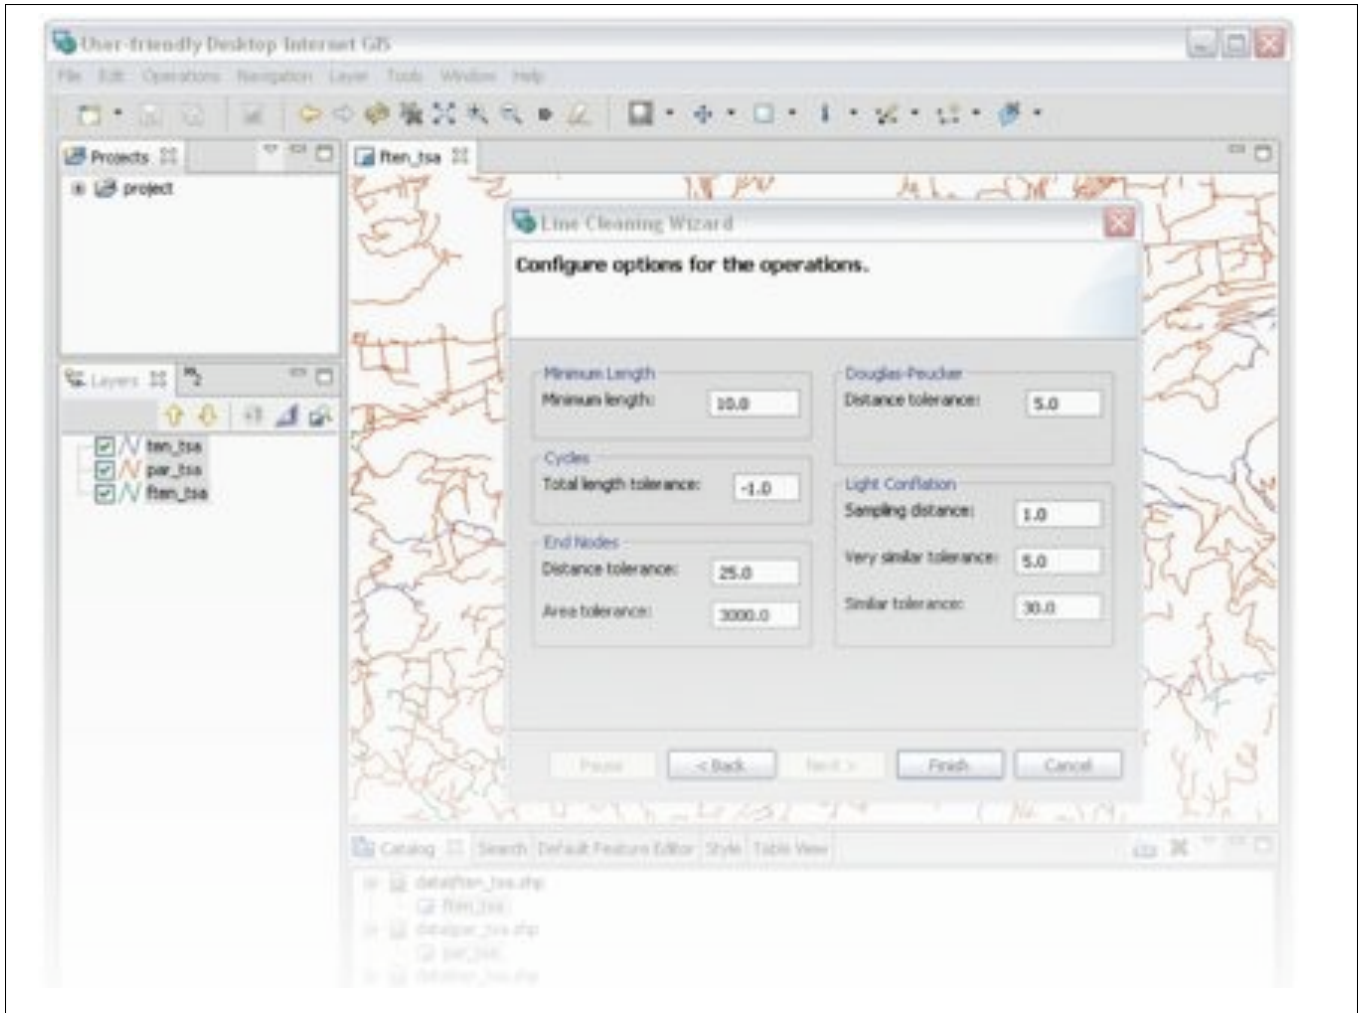 User-friendly Desktop Internet GIS
File Edit Operations Navigation Layer Tools Window Help
Projects
project
ften_tsa
Layers
ten_tsa
par_tsa
ften_tsa
Line Cleaning Wizard
Configure options for the operations.
Minimum Length
Minimum length: 10.0
Cycles
Total length tolerance: -1.0
End Nodes
Distance tolerance: 25.0
Area tolerance: 3000.0
Douglas-Peucker
Distance tolerance: 5.0
Light Conflation
Sampling distance: 1.0
Very similar tolerance: 5.0
Similar tolerance: 30.0
Pause < Back Next > Finish Cancel
Catalog Search Default Feature Editor Style Table View
ften_tsa
par_tsa